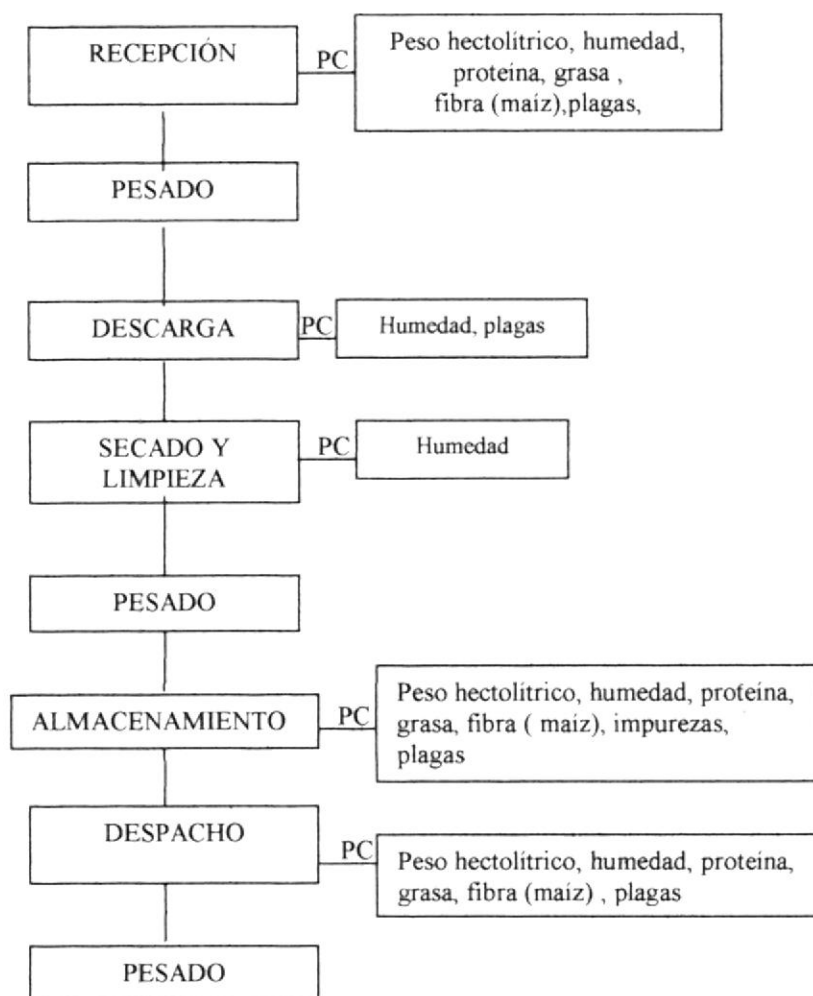 RECEPCIÓN
PC
Peso hectolítrico, humedad,
proteína, grasa ,
fibra (maíz),plagas,
PESADO
DESCARGA
PC
Humedad, plagas
SECADO Y
LIMPIEZA
PC
Humedad
PESADO
ALMACENAMIENTO
PC
Peso hectolítrico, humedad, proteína,
grasa, fibra ( maíz), impurezas,
plagas
DESPACHO
PC
Peso hectolítrico, humedad, proteína,
grasa, fibra (maíz) , plagas
PESADO